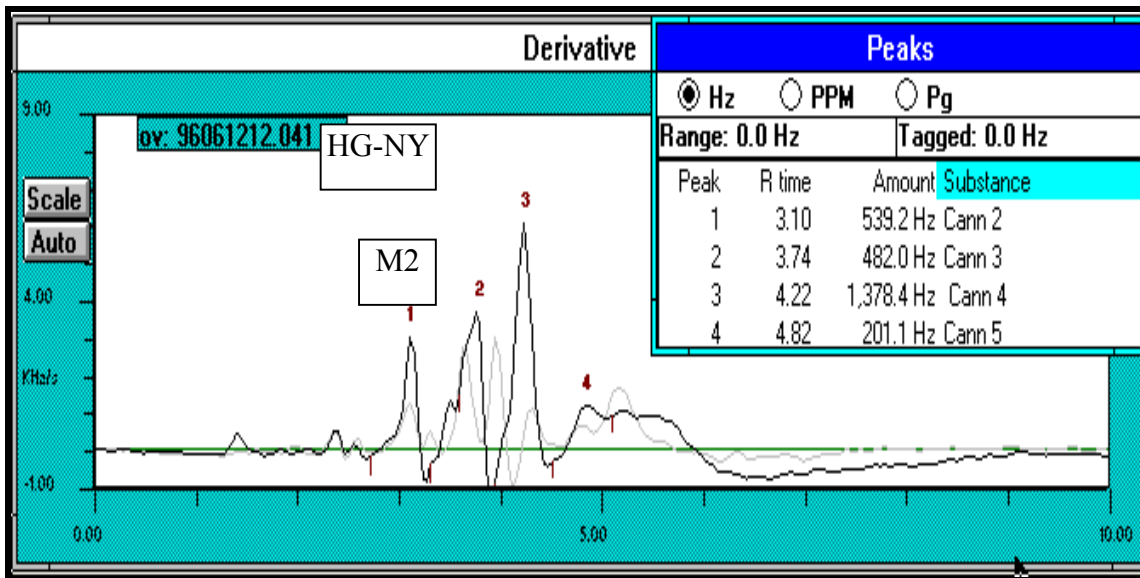 Derivative
9.00
ov: 96061212.041
HG-NY
Scale
Auto
M2
4.00
KHz/s
-1.00
1
2
3
4
0.00
5.00
10.00
Peaks
Hz PPM Pg
Range: 0.0 Hz Tagged: 0.0 Hz
Peak R time Amount Substance
1 3.10 539.2 Hz Cann 2
2 3.74 482.0 Hz Cann 3
3 4.22 1,378.4 Hz Cann 4
4 4.82 201.1 Hz Cann 5